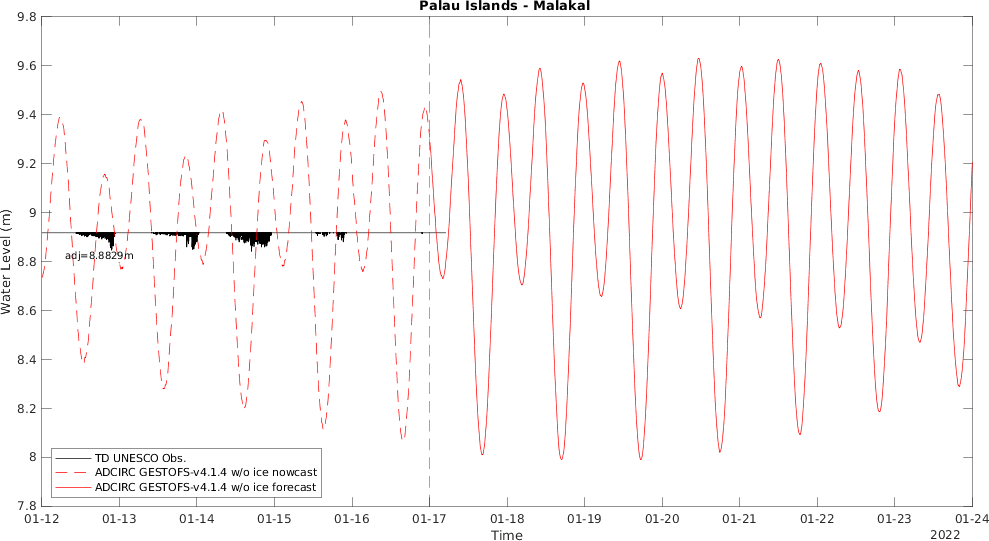 Palau Islands - Malakal
9.8
9.6
9.4
9.2
9
8.8
8.6
8.4
8.2
8
7.8
Water Level (m)
adj=8.8829m
TD UNESCO Obs.
ADCIRC GESTOFS-v4.1.4 w/o ice nowcast
ADCIRC GESTOFS-v4.1.4 w/o ice forecast
01-12 01-13 01-14 01-15 01-16 01-17 01-18 01-19 01-20 01-21 01-22 01-23 01-24
Time
2022